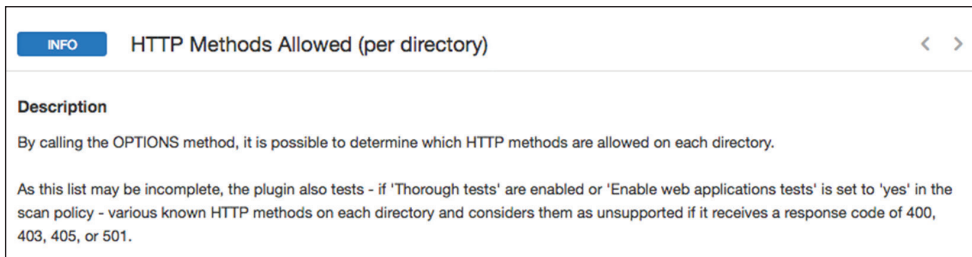 INFO HTTP Methods Allowed (per directory)
Description
By calling the OPTIONS method, it is possible to determine which HTTP methods are allowed on each directory.
As this list may be incomplete, the plugin also tests - if 'Thorough tests' are enabled or 'Enable web applications tests' is set to 'yes' in the
scan policy - various known HTTP methods on each directory and considers them as unsupported if it receives a response code of 400,
403, 405, or 501.